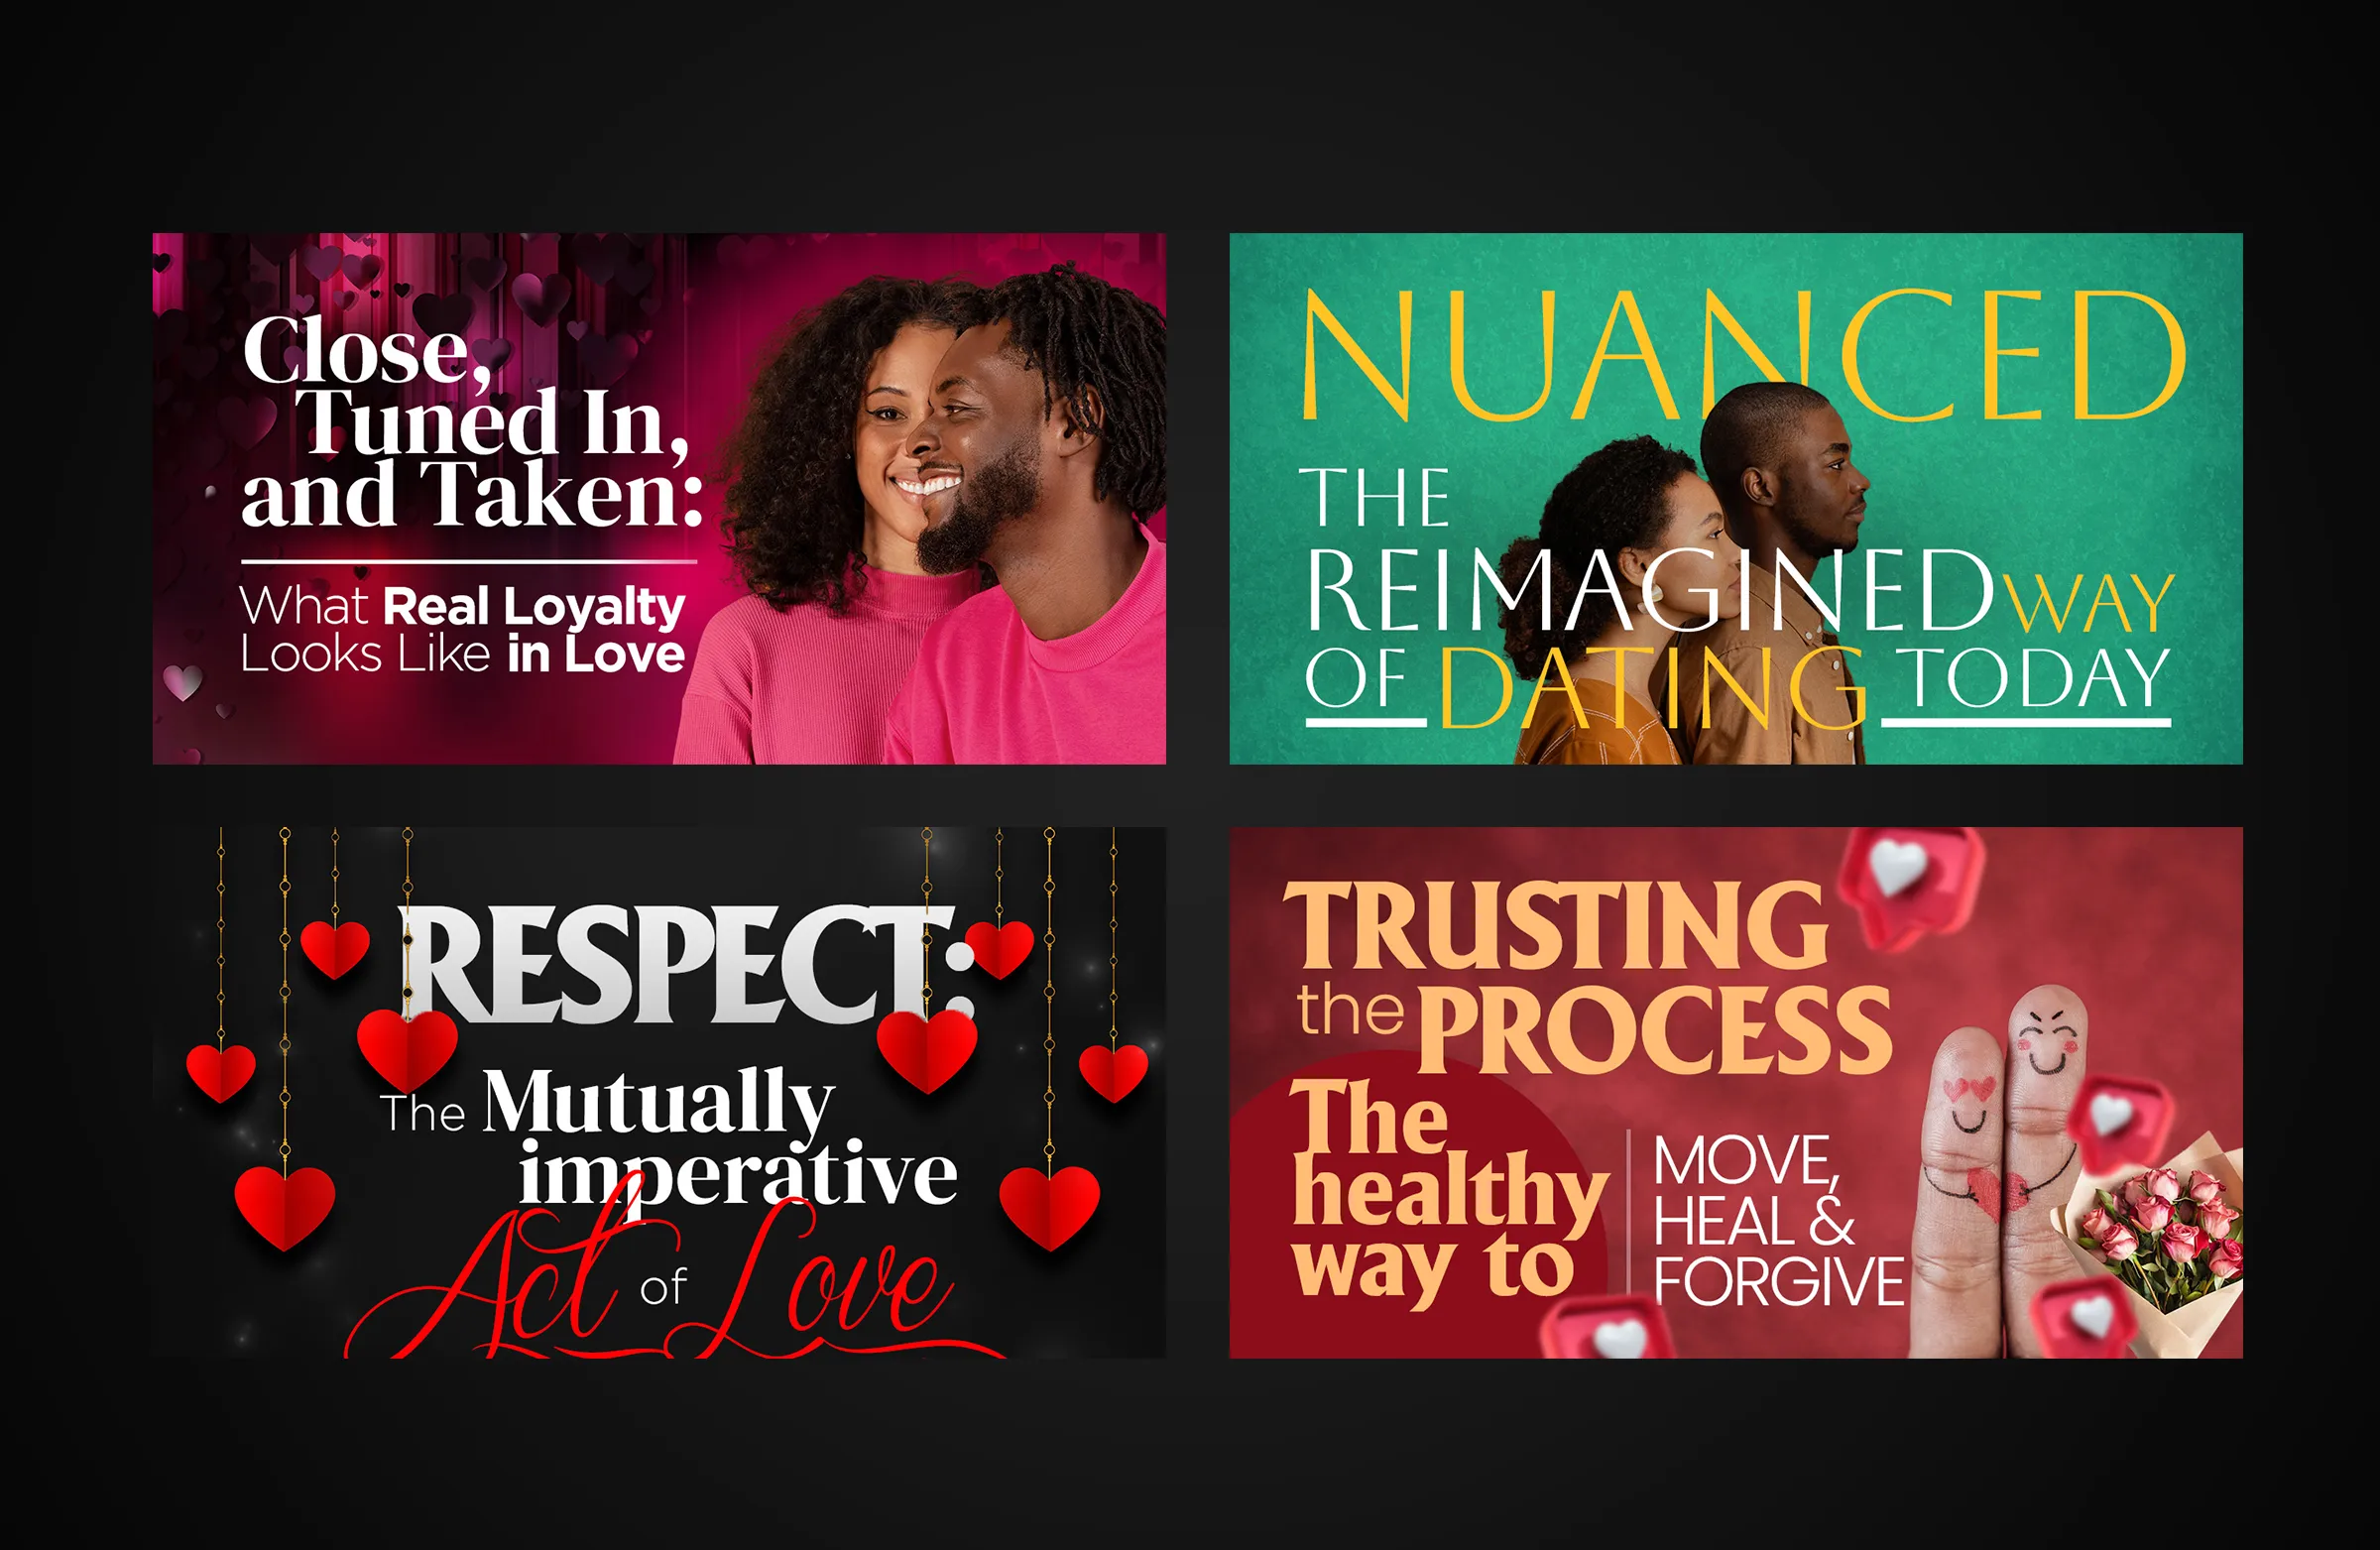 Close,
Tuned In,
and Taken:
What Real Loyalty
Looks Like in Love
NUANCED
THE
REIMAGINED WAY
OF DATING TODAY
RESPECT:
The Mutually
imperative
Act of Love
TRUSTING
the PROCESS
The
healthy
way to
MOVE,
HEAL &
FORGIVE